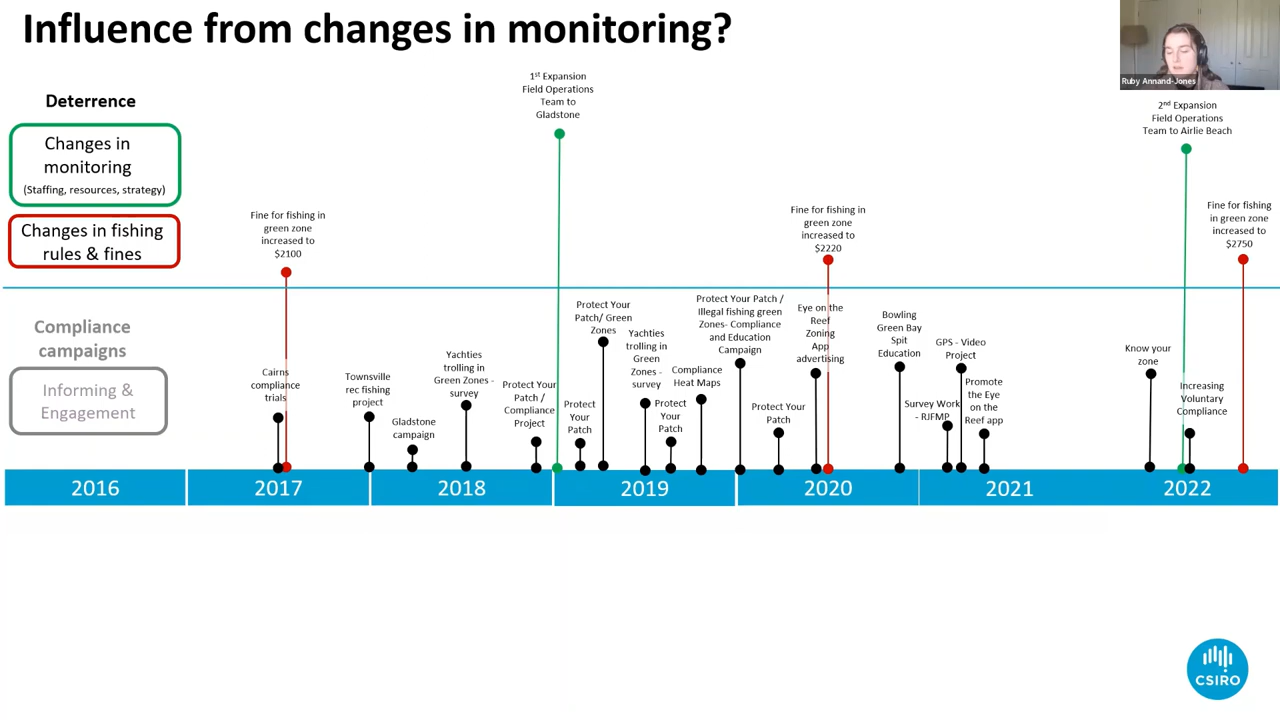 Influence from changes in monitoring?
Ruby Annand-Jones
Deterrence
Changes in
monitoring
(Staffing, resources, strategy)
Changes in fishing
rules & fines
1st Expansion
Field Operations
Team to
Gladstone
2nd Expansion
Field Operations
Team to Airlie Beach
Fine for fishing in
green zone
increased to
$2100
Fine for fishing in
green zone
increased to
$2220
Fine for fishing
in green zone
increased to
$2750
Compliance
campaigns
Informing &
Engagement
Cairns
compliance
trials
Townsville
rec fishing
project
Gladstone
campaign
Yachties
trolling in
Green Zones -
survey
Protect Your
Patch /
Compliance
Project
Protect
Your
Patch
Protect Your
Patch/ Green
Zones
Yachties
trolling in
Green
Zones -
survey
Protect
Your
Patch
Compliance
Heat Maps
Protect Your Patch /
Illegal fishing green
Zones- Compliance
and Education
Campaign
Protect Your
Patch
Eye on the
Reef
Zoning
App
advertising
Bowling
Green Bay
Spit
Education
Survey Work
- RJFMP
GPS - Video
Project
Promote
the Eye
on the
Reef app
Know your
zone
Increasing
Voluntary
Compliance
2016
2017
2018
2019
2020
2021
2022
CSIRO